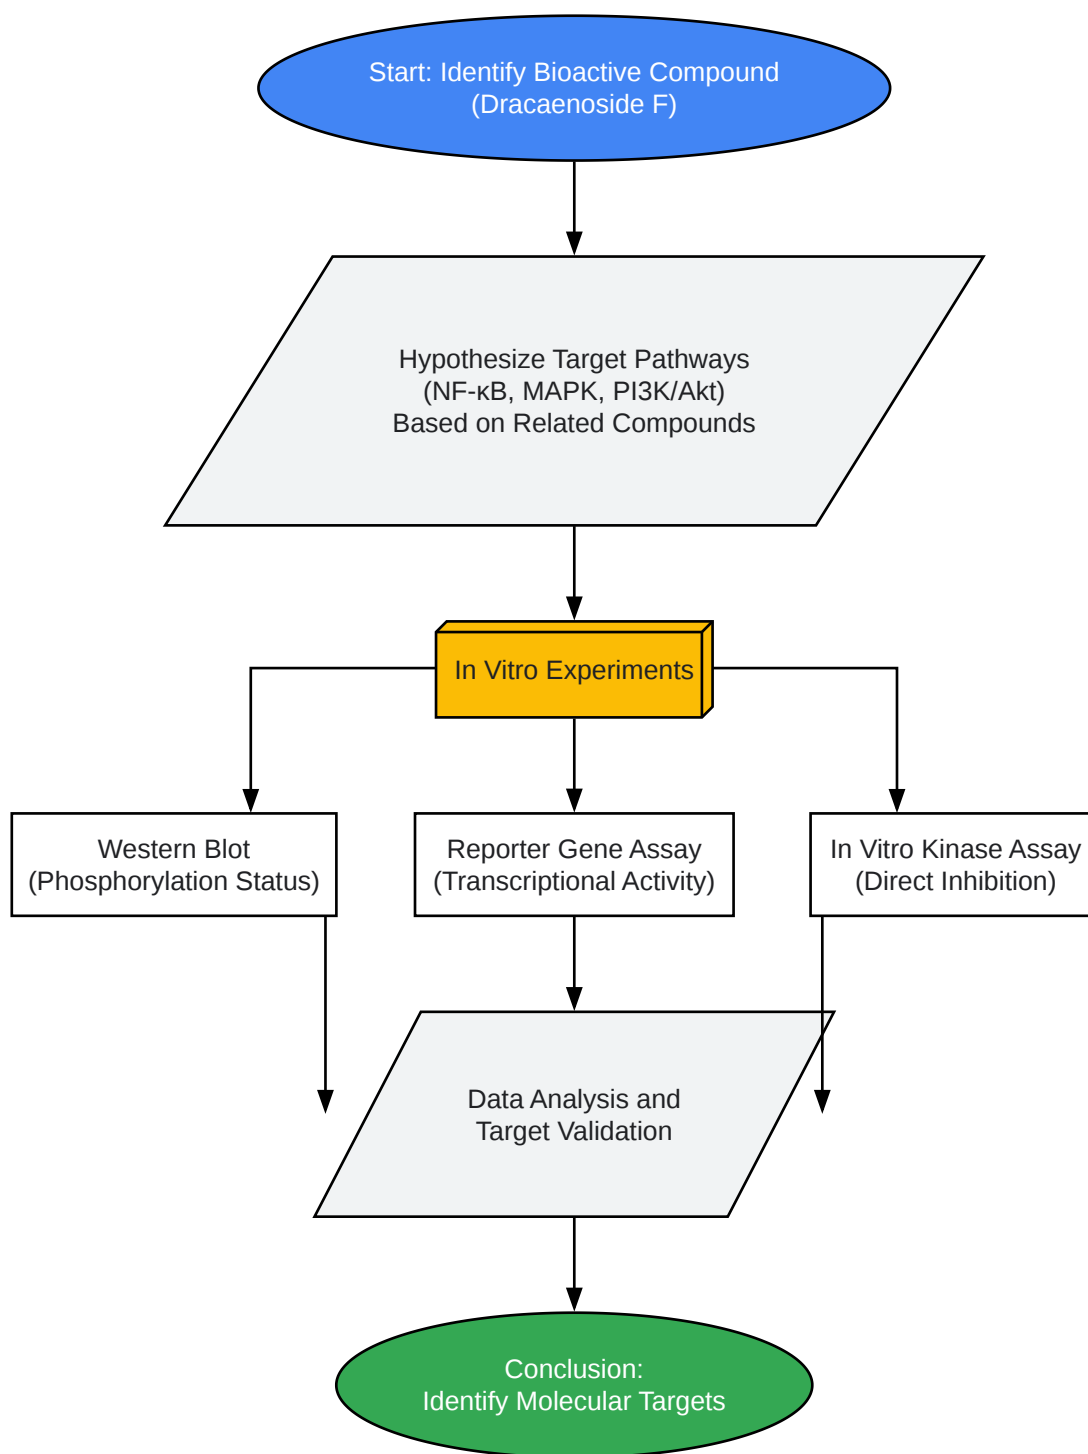 Start: Identify Bioactive Compound
(Dracaenoside F)
Hypothesize Target Pathways
(NF-κB, MAPK, PI3K/Akt)
Based on Related Compounds
In Vitro Experiments
Western Blot
(Phosphorylation Status)
Reporter Gene Assay
(Transcriptional Activity)
In Vitro Kinase Assay
(Direct Inhibition)
Data Analysis and
Target Validation
Conclusion:
Identify Molecular Targets